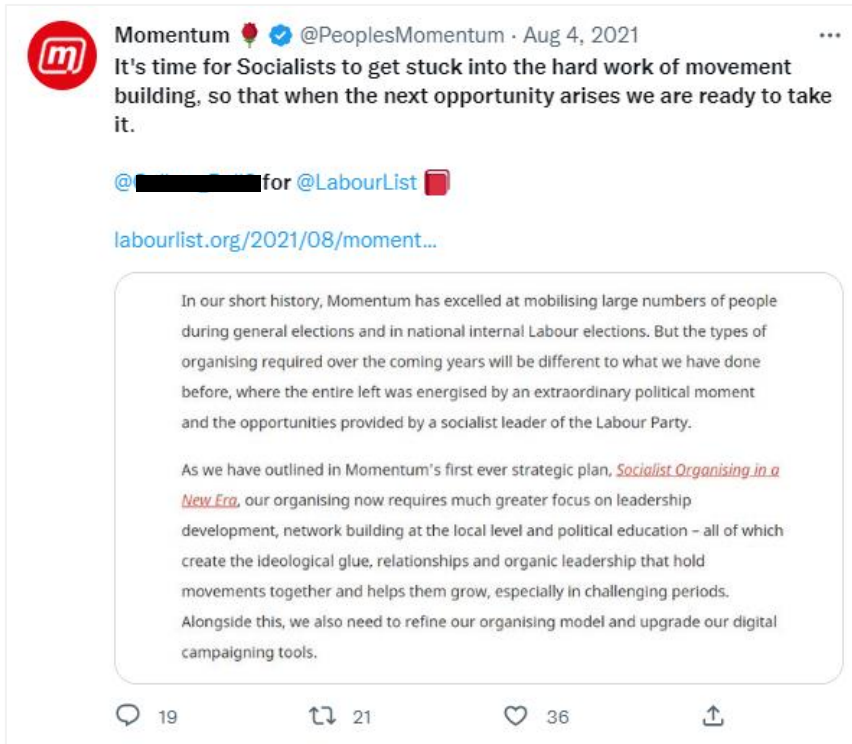 Momentum 🌹 @PeoplesMomentum · Aug 4, 2021
It's time for Socialists to get stuck into the hard work of movement
building, so that when the next opportunity arises we are ready to take
it.
@ for @LabourList 📕
labourlist.org/2021/08/moment...
In our short history, Momentum has excelled at mobilising large numbers of people
during general elections and in national internal Labour elections. But the types of
organising required over the coming years will be different to what we have done
before, where the entire left was energised by an extraordinary political moment
and the opportunities provided by a socialist leader of the Labour Party.
As we have outlined in Momentum's first ever strategic plan, Socialist Organising in a
New Era, our organising now requires much greater focus on leadership
development, network building at the local level and political education – all of which
create the ideological glue, relationships and organic leadership that hold
movements together and helps them grow, especially in challenging periods.
Alongside this, we also need to refine our organising model and upgrade our digital
campaigning tools.
19 21 36